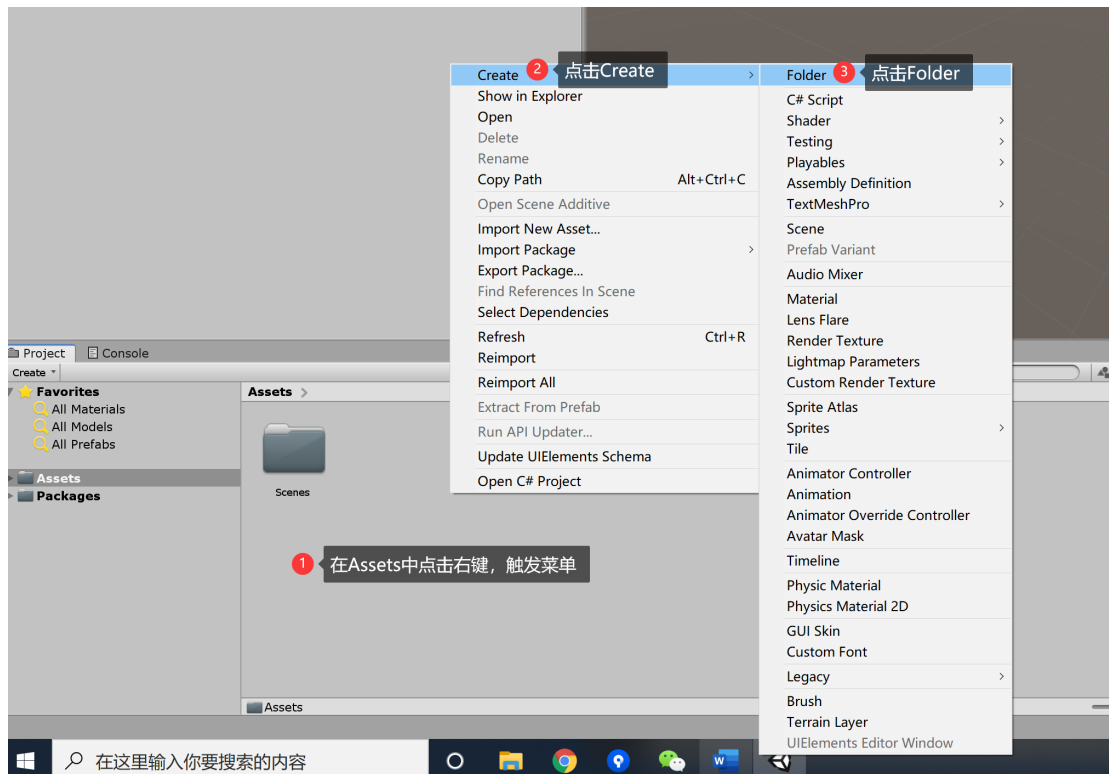 Create
2
点击Create
Show in Explorer
Open
Delete
Rename
Copy Path Alt+Ctrl+C
Open Scene Additive
Import New Asset...
Import Package
Export Package...
Find References In Scene
Select Dependencies
Refresh Ctrl+R
Reimport
Reimport All
Extract From Prefab
Run API Updater...
Update UIElements Schema
Open C# Project
Folder
3
点击Folder
C# Script
Shader
Testing
Playables
Assembly Definition
TextMeshPro
Scene
Prefab Variant
Audio Mixer
Material
Lens Flare
Render Texture
Lightmap Parameters
Custom Render Texture
Sprite Atlas
Sprites
Tile
Animator Controller
Animation
Animator Override Controller
Avatar Mask
Timeline
Physic Material
Physics Material 2D
GUI Skin
Custom Font
Legacy
Brush
Terrain Layer
UIElements Editor Window
Project Console
Create
Favorites
All Materials
All Models
All Prefabs
Assets
Packages
Assets
Scenes
1
在Assets中点击右键，触发菜单
Assets
在这里输入你要搜索的内容
W